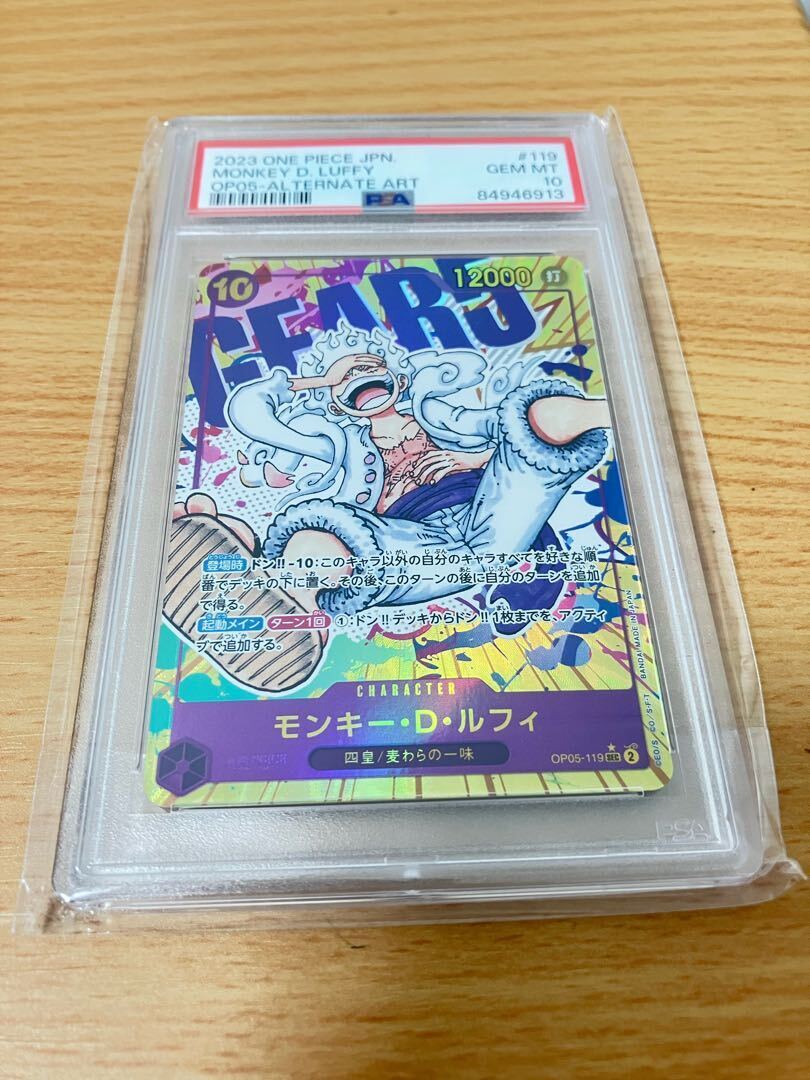 2023 ONE PIECE JPN. #119
MONKEY D. LUFFY GEM MT
OP05-ALTERNATE ART 10
PSA 84946913
10 12000 打
GEAR5
登場時 ドン!!-10:このキャラ以外の自分のキャラすべてを好きな順
番でデッキの下に置く。その後、このターンの後に自分のターンを追加
で得る。
起動メイン ターン1回 ①:ドン!!デッキからドン!!1枚までを、アクティ
ブで追加する。
CHARACTER
モンキー・D・ルフィ
四皇/麦わらの一味
OP05-119 SEC 2
©E.O/S. C/O/S・F・T BANDAI MADE IN JAPAN
PSA